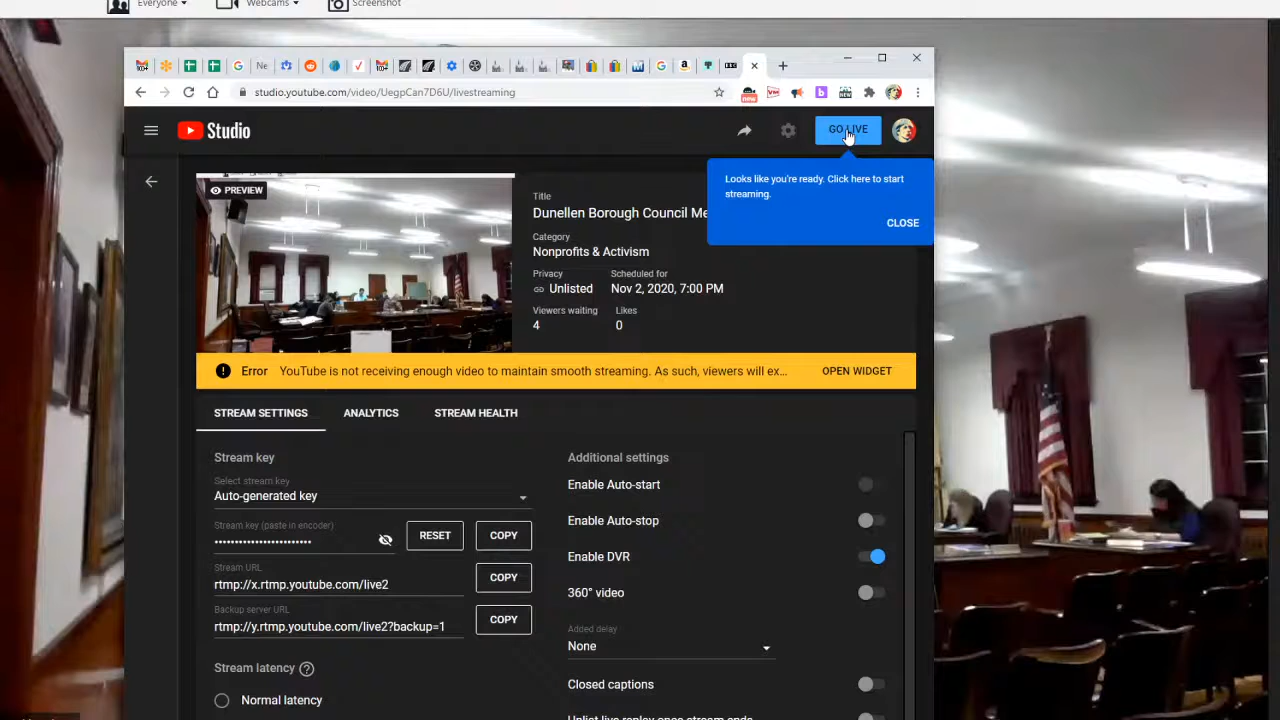 Everyone
Webcams
Screenshot
studio.youtube.com/video/UegpCan7D6U/livestreaming
Studio
GO LIVE
Looks like you're ready. Click here to start
streaming.
CLOSE
PREVIEW
Title
Dunellen Borough Council Me
Category
Nonprofits & Activism
Privacy
Scheduled for
Unlisted
Nov 2, 2020, 7:00 PM
Viewers waiting
Likes
4
0
Error
YouTube is not receiving enough video to maintain smooth streaming. As such, viewers will ex...
OPEN WIDGET
STREAM SETTINGS
ANALYTICS
STREAM HEALTH
Stream key
Select stream key
Auto-generated key
Stream key (paste in encoder)
••••••••••••••••••••••••
RESET
COPY
Stream URL
rtmp://x.rtmp.youtube.com/live2
COPY
Backup server URL
rtmp://y.rtmp.youtube.com/live2?backup=1
COPY
Stream latency
Normal latency
Additional settings
Enable Auto-start
Enable Auto-stop
Enable DVR
360° video
Added delay
None
Closed captions
Unlist live replay once stream ends